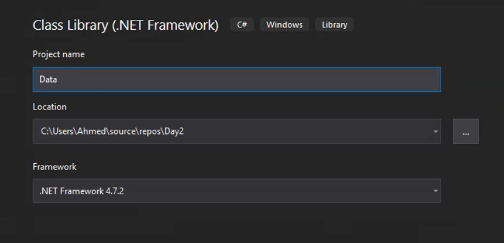 Class Library (.NET Framework) C# Windows Library
Project name
Data
Location
C:\Users\Ahmed\source\repos\Day2
...
Framework
.NET Framework 4.7.2